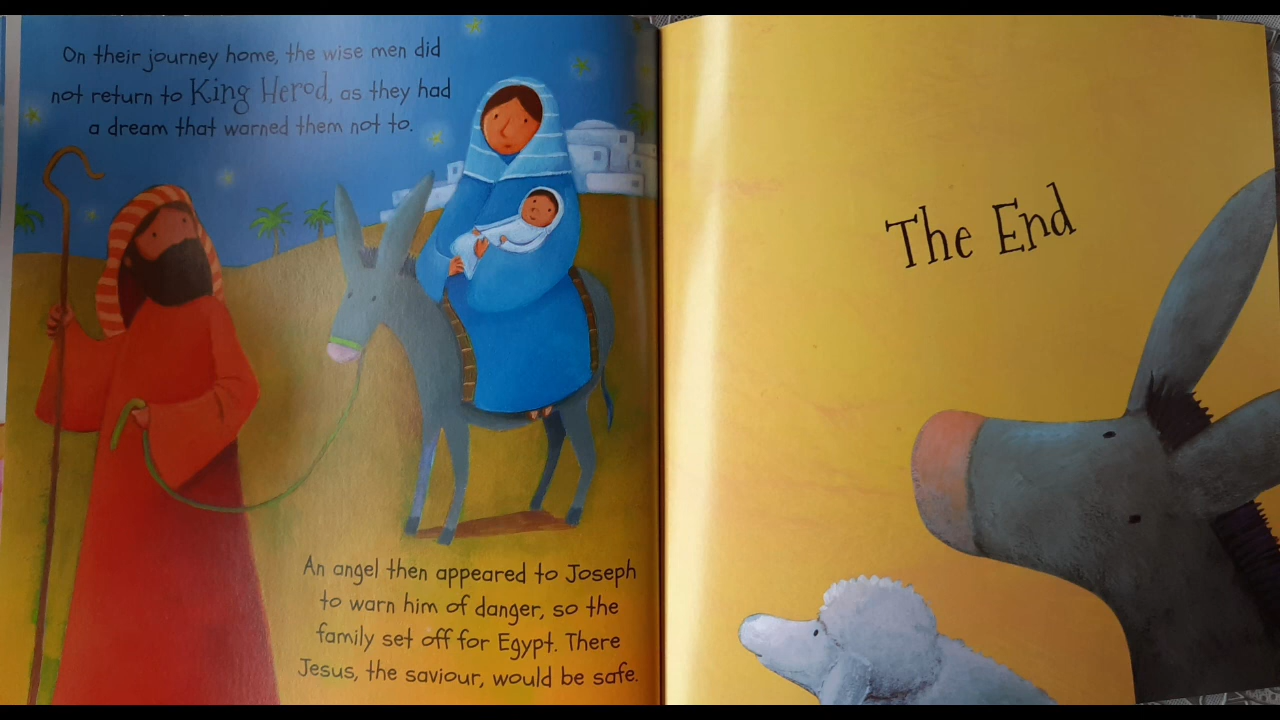 On their journey home, the wise men did
not return to King Herod, as they had
a dream that warned them not to.
An angel then appeared to Joseph
to warn him of danger, so the
family set off for Egypt. There
Jesus, the saviour, would be safe.
The End